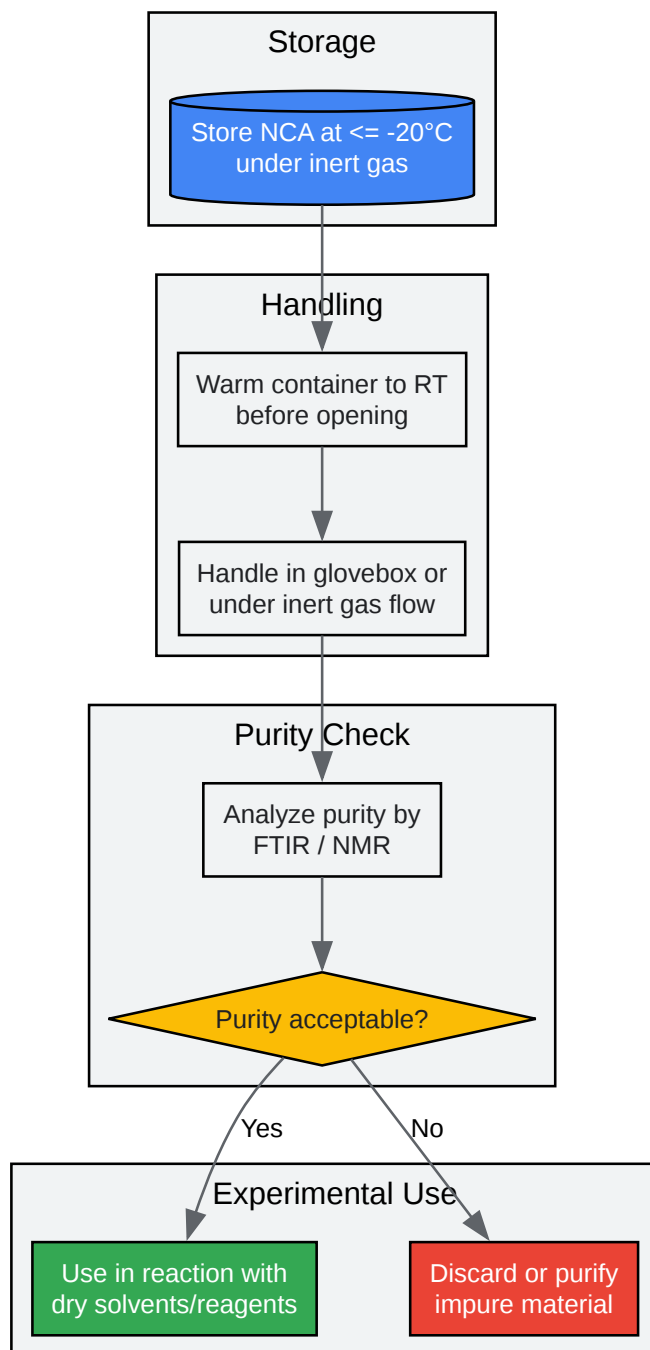 Storage
Store NCA at <= -20°C
under inert gas
Handling
Warm container to RT
before opening
Handle in glovebox or
under inert gas flow
Purity Check
Analyze purity by
FTIR / NMR
Purity acceptable?
Yes
No
Experimental Use
Use in reaction with
dry solvents/reagents
Discard or purify
impure material